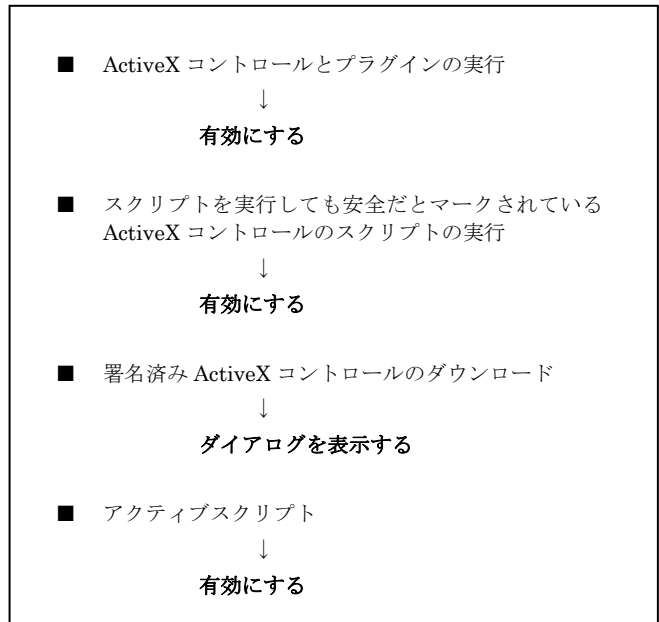 ■ ActiveX コントロールとプラグインの実行
↓
有効にする
■ スクリプトを実行しても安全だとマークされている
ActiveX コントロールのスクリプトの実行
↓
有効にする
■ 署名済み ActiveX コントロールのダウンロード
↓
ダイアログを表示する
■ アクティブスクリプト
↓
有効にする